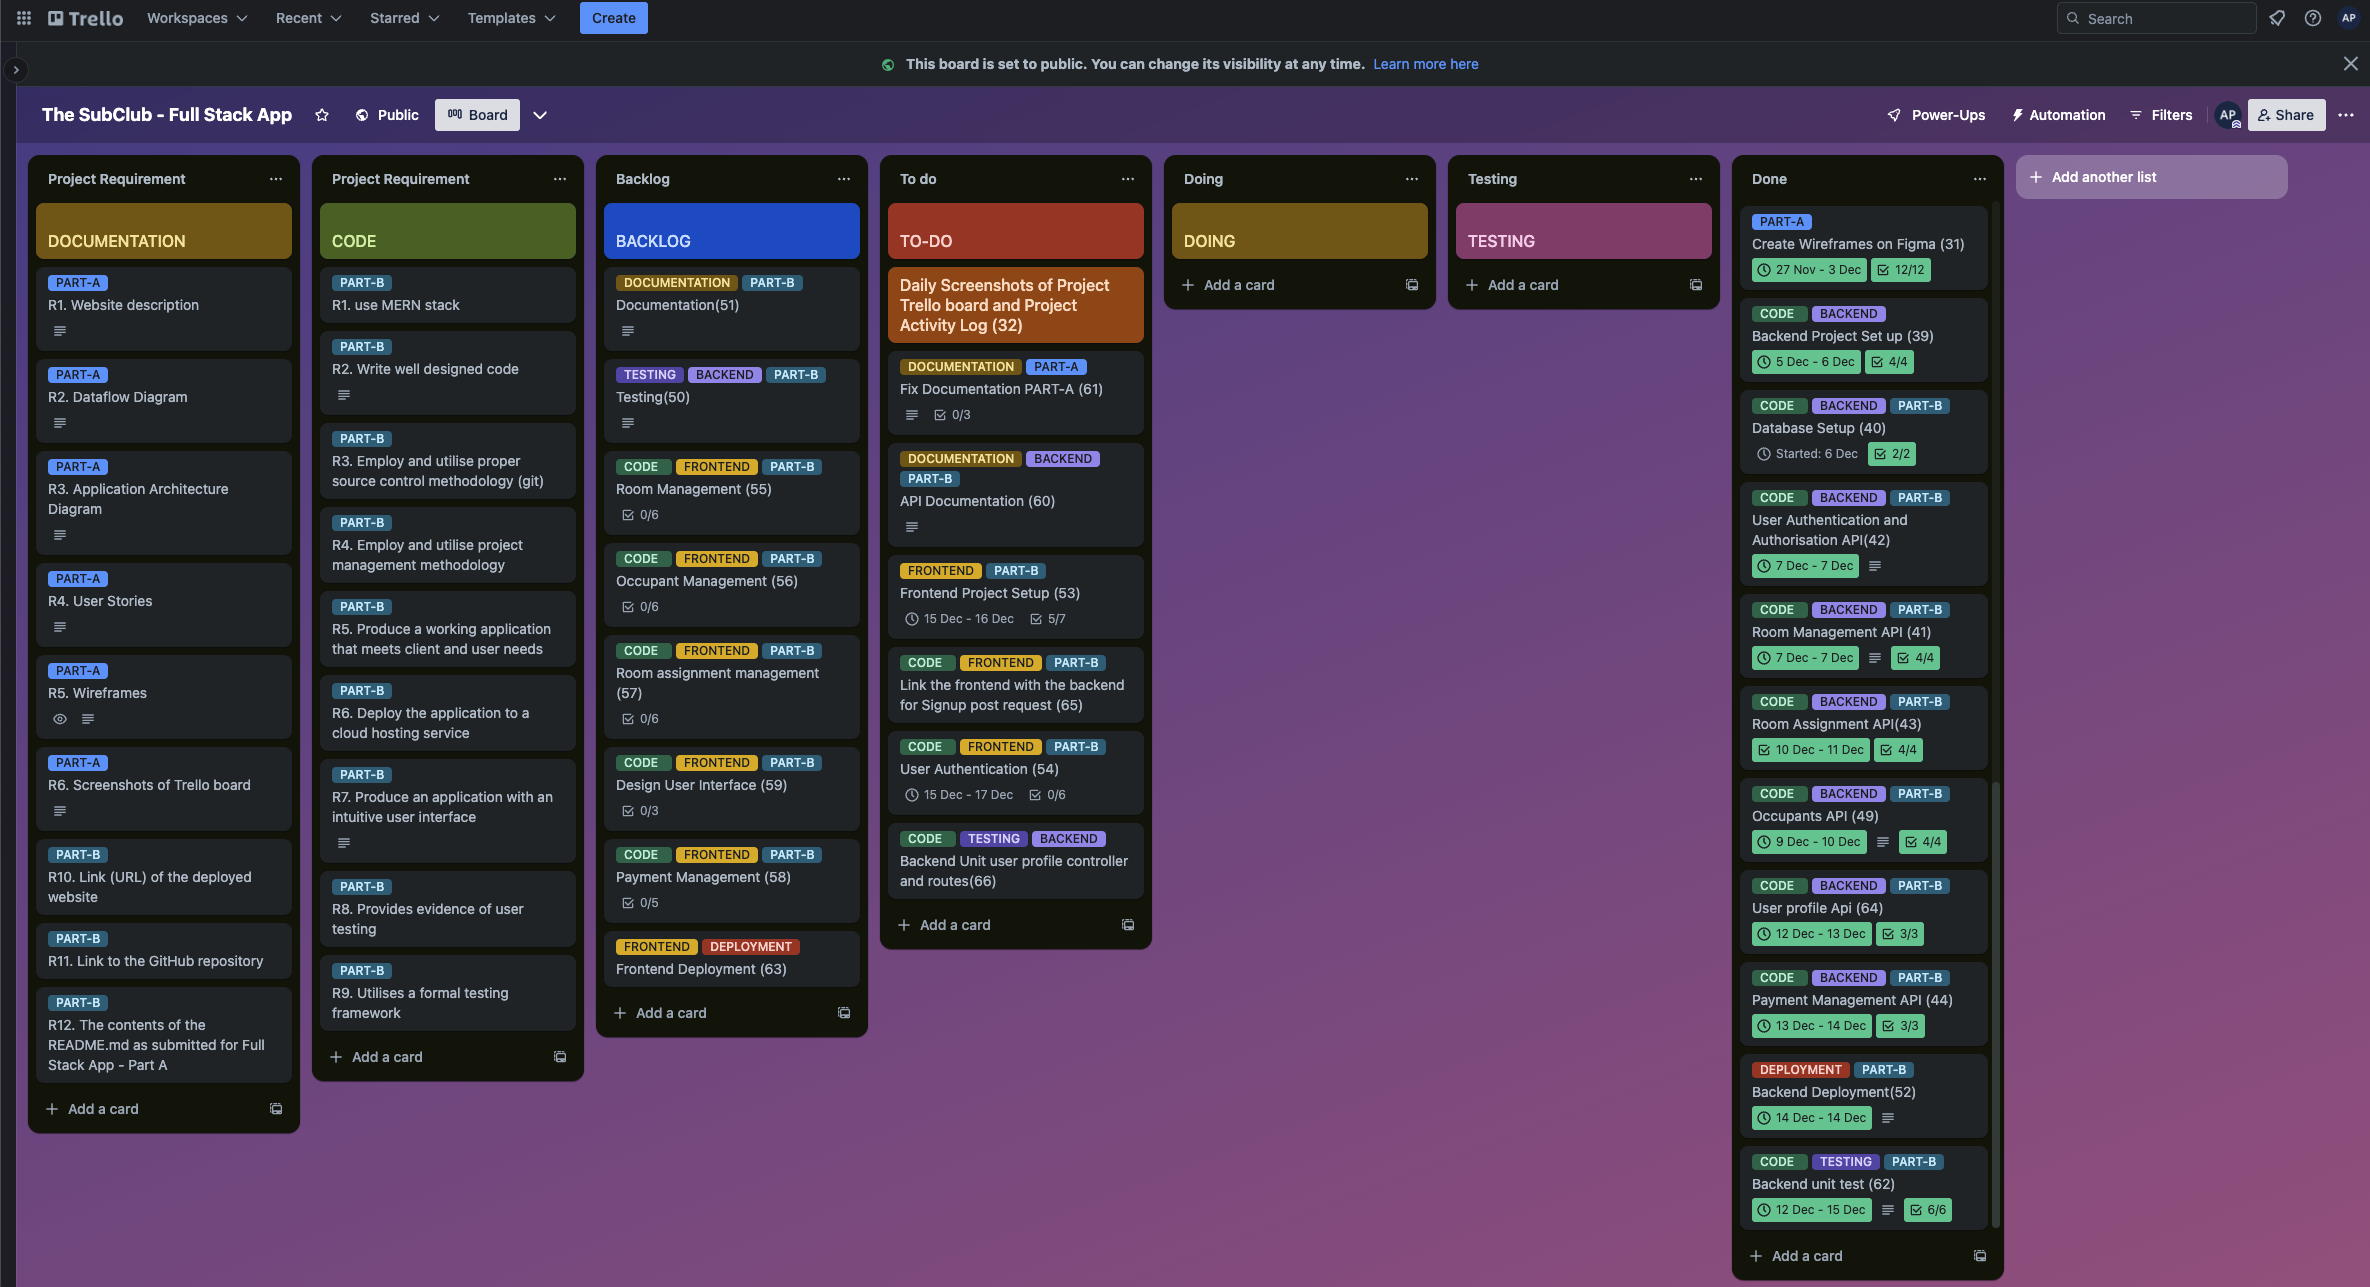 Trello
Workspaces
Recent
Starred
Templates
Create
Search
AP
This board is set to public. You can change its visibility at any time. Learn more here
The SubClub - Full Stack App
Public
Board
Power-Ups
Automation
Filters
AP
Share
Project Requirement
DOCUMENTATION
PART-A
R1. Website description
PART-A
R2. Dataflow Diagram
PART-A
R3. Application Architecture
Diagram
PART-A
R4. User Stories
PART-A
R5. Wireframes
PART-A
R6. Screenshots of Trello board
PART-B
R10. Link (URL) of the deployed
website
PART-B
R11. Link to the GitHub repository
PART-B
R12. The contents of the
README.md as submitted for Full
Stack App - Part A
Add a card
Project Requirement
CODE
PART-B
R1. use MERN stack
PART-B
R2. Write well designed code
PART-B
R3. Employ and utilise proper
source control methodology (git)
PART-B
R4. Employ and utilise project
management methodology
PART-B
R5. Produce a working application
that meets client and user needs
PART-B
R6. Deploy the application to a
cloud hosting service
PART-B
R7. Produce an application with an
intuitive user interface
PART-B
R8. Provides evidence of user
testing
PART-B
R9. Utilises a formal testing
framework
Add a card
Backlog
BACKLOG
DOCUMENTATION PART-B
Documentation(51)
TESTING BACKEND PART-B
Testing(50)
CODE FRONTEND PART-B
Room Management (55)
0/6
CODE FRONTEND PART-B
Occupant Management (56)
0/6
CODE FRONTEND PART-B
Room assignment management
(57)
0/6
CODE FRONTEND PART-B
Design User Interface (59)
0/3
CODE FRONTEND PART-B
Payment Management (58)
0/5
FRONTEND DEPLOYMENT
Frontend Deployment (63)
Add a card
To do
TO-DO
Daily Screenshots of Project
Trello board and Project
Activity Log (32)
DOCUMENTATION PART-A
Fix Documentation PART-A (61)
0/3
DOCUMENTATION BACKEND
PART-B
API Documentation (60)
FRONTEND PART-B
Frontend Project Setup (53)
15 Dec - 16 Dec 5/7
CODE FRONTEND PART-B
Link the frontend with the backend
for Signup post request (65)
CODE FRONTEND PART-B
User Authentication (54)
15 Dec - 17 Dec 0/6
CODE TESTING BACKEND
Backend Unit user profile controller
and routes(66)
Add a card
Doing
DOING
Add a card
Testing
TESTING
Add a card
Done
PART-A
Create Wireframes on Figma (31)
27 Nov - 3 Dec 12/12
CODE BACKEND
Backend Project Set up (39)
5 Dec - 6 Dec 4/4
CODE BACKEND PART-B
Database Setup (40)
Started: 6 Dec 2/2
CODE BACKEND PART-B
User Authentication and
Authorisation API(42)
7 Dec - 7 Dec
CODE BACKEND PART-B
Room Management API (41)
7 Dec - 7 Dec 4/4
CODE BACKEND PART-B
Room Assignment API(43)
10 Dec - 11 Dec 4/4
CODE BACKEND PART-B
Occupants API (49)
9 Dec - 10 Dec 4/4
CODE BACKEND PART-B
User profile Api (64)
12 Dec - 13 Dec 3/3
CODE BACKEND PART-B
Payment Management API (44)
13 Dec - 14 Dec 3/3
DEPLOYMENT PART-B
Backend Deployment(52)
14 Dec - 14 Dec
CODE TESTING PART-B
Backend unit test (62)
12 Dec - 15 Dec 6/6
Add a card
Add another list